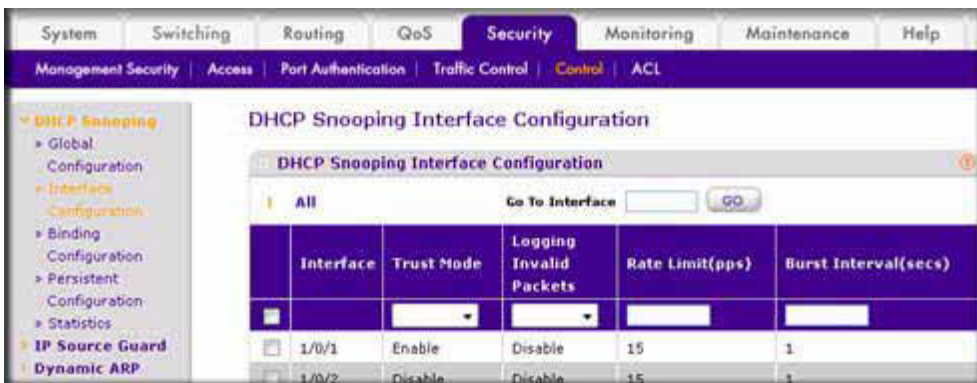 System Switching Routing QoS Security Monitoring Maintenance Help
Management Security Access Port Authentication Traffic Control Control ACL
DHCP Snooping
Global
Configuration
Interface
Configuration
Binding
Configuration
Persistent
Configuration
Statistics
IP Source Guard
Dynamic ARP
DHCP Snooping Interface Configuration
DHCP Snooping Interface Configuration
1 All Go To Interface GO
Interface Trust Mode Logging Invalid Packets Rate Limit(pps) Burst Interval(secs)
1/0/1 Enable Disable 15 1
1/0/2 Disable Disable 15 1